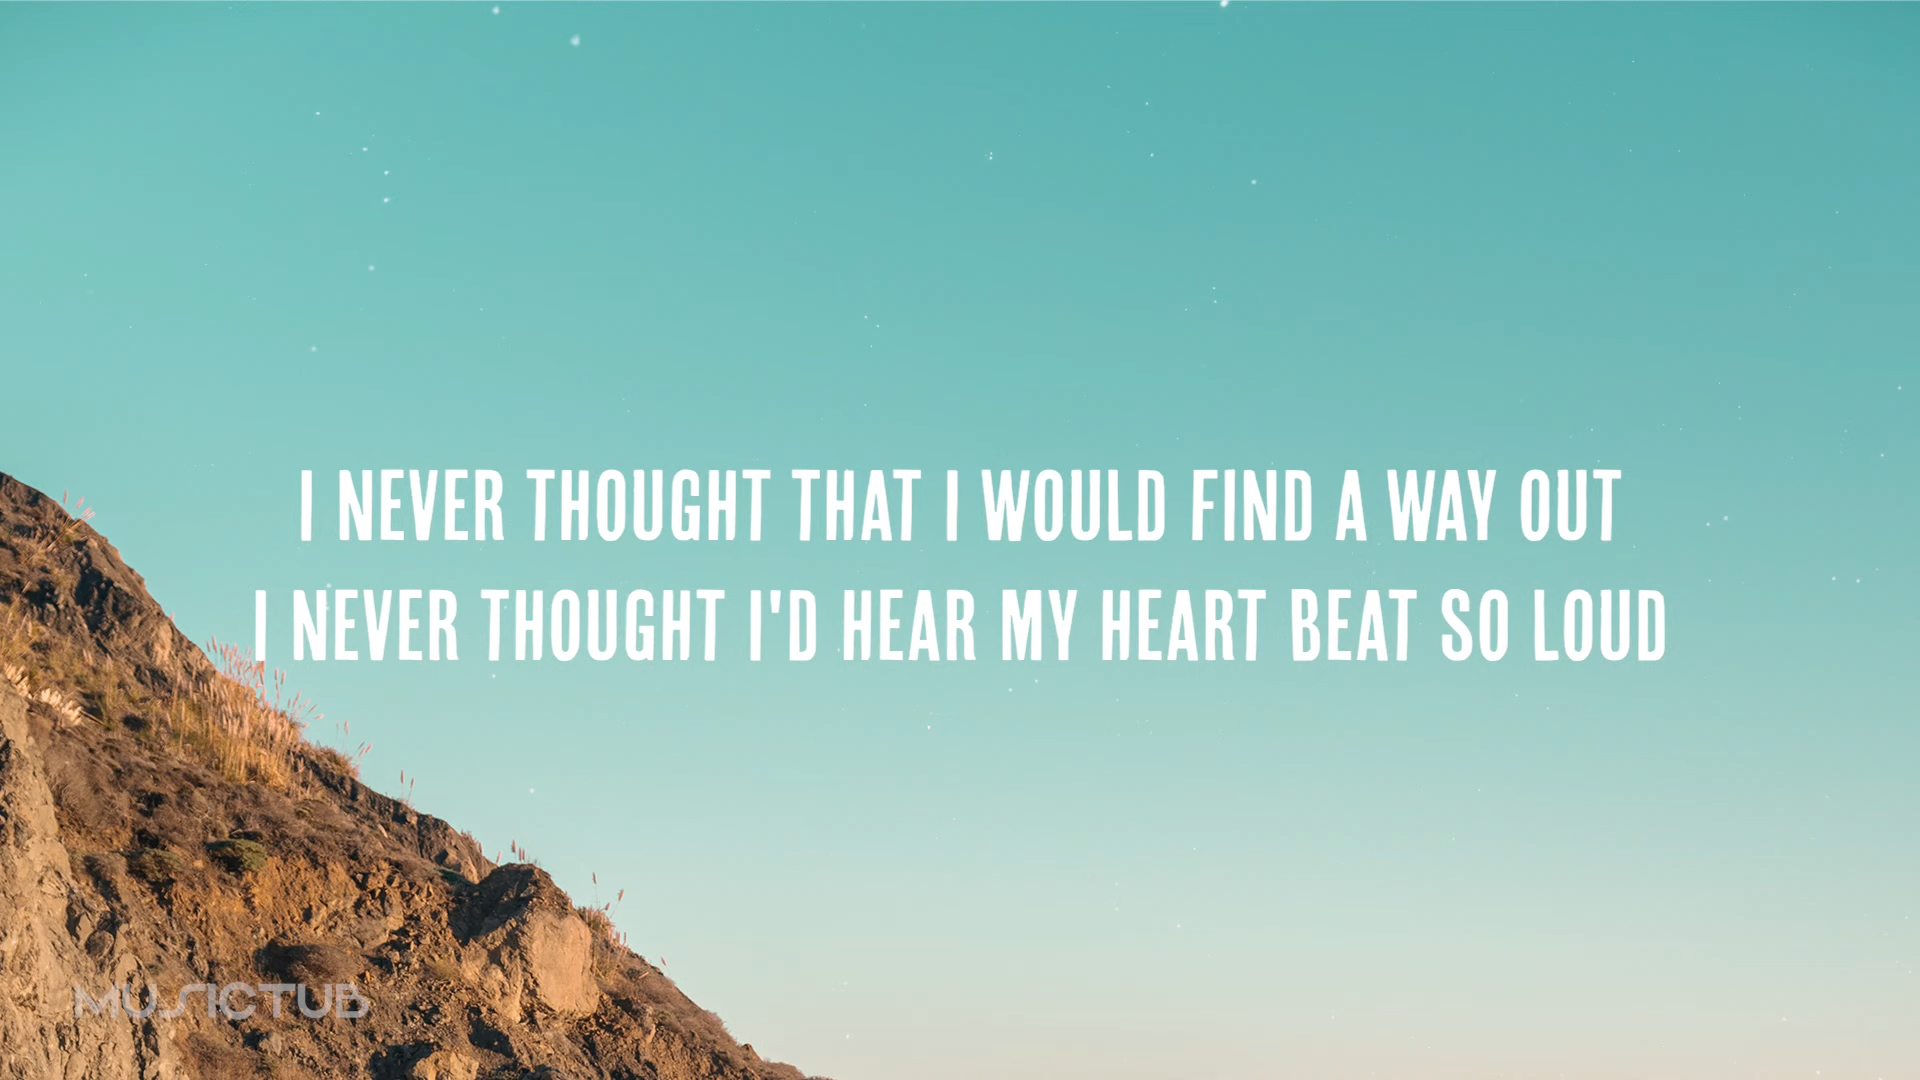 I NEVER THOUGHT THAT I WOULD FIND A WAY OUT
I NEVER THOUGHT I'D HEAR MY HEART BEAT SO LOUD
MUSICTUB